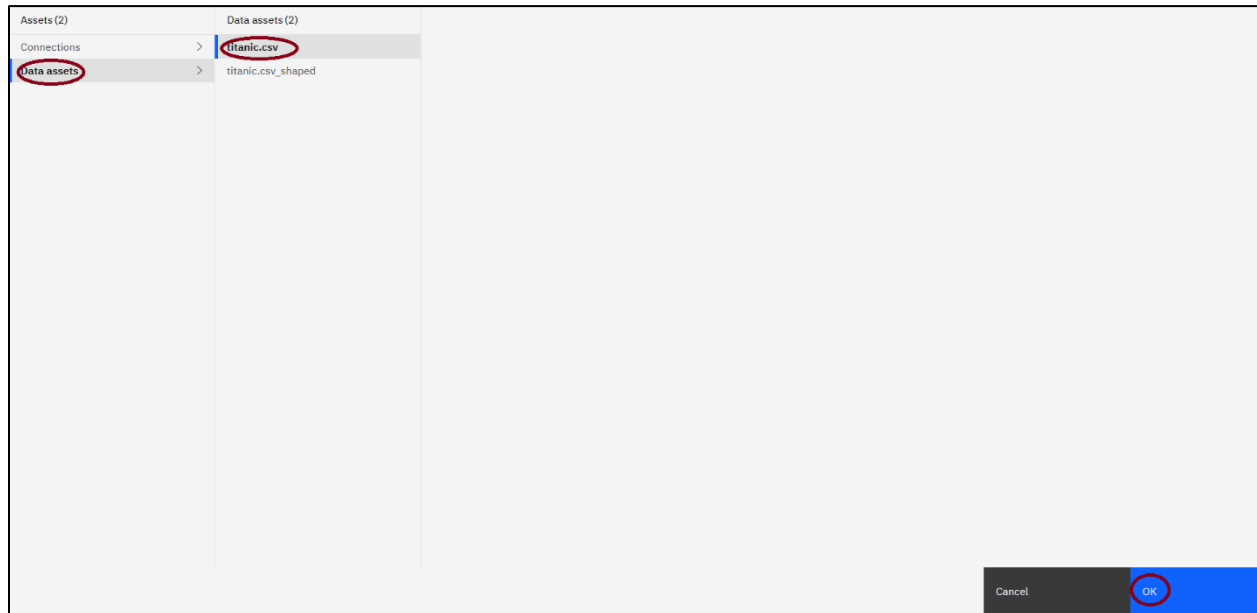 Assets (2)
Data assets (2)
Connections
titanic.csv
Data assets
titanic.csv_shaped
Cancel
OK